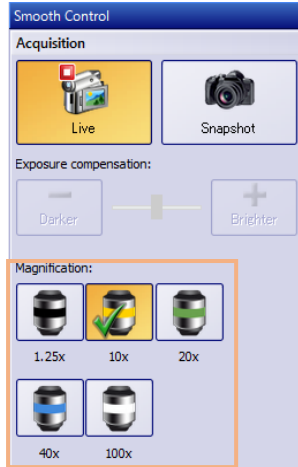 Smooth Control
Acquisition
Live Snapshot
Exposure compensation:
Darker Brighter
Magnification:
1.25x 10x 20x
40x 100x